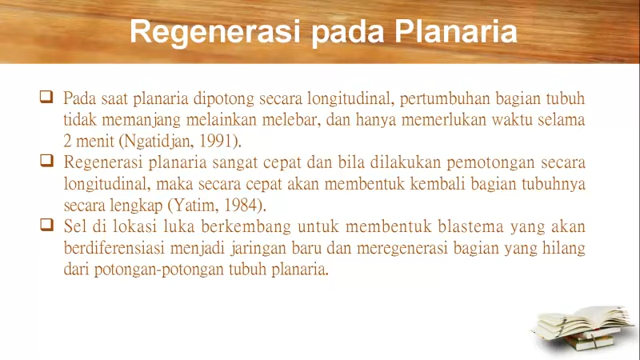 Regenerasi pada Planaria
Pada saat planaria dipotong secara longitudinal, pertumbuhan bagian tubuh
tidak memanjang melainkan melebar, dan hanya memerlukan waktu selama
2 menit (Ngatidjan, 1991).
Regenerasi planaria sangat cepat dan bila dilakukan pemotongan secara
longitudinal, maka secara cepat akan membentuk kembali bagian tubuhnya
secara lengkap (Yatim, 1984).
Sel di lokasi luka berkembang untuk membentuk blastema yang akan
berdiferensiasi menjadi jaringan baru dan meregenerasi bagian yang hilang
dari potongan-potongan tubuh planaria.